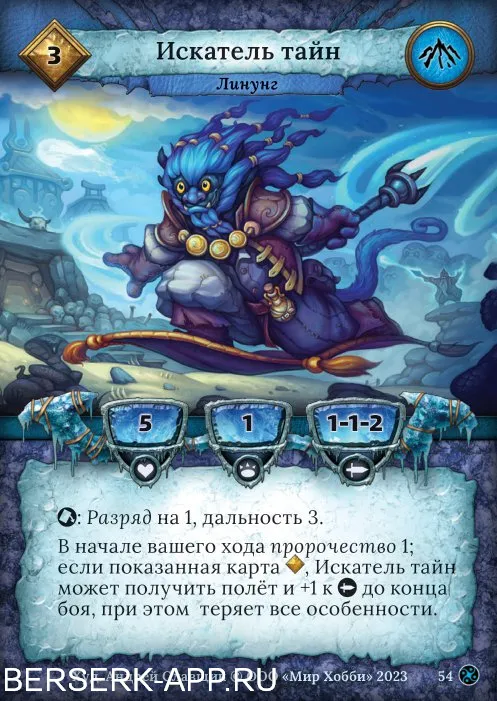 3
Искатель тайн
Линунг
5
1
1-1-2
: Разряд на 1, дальность 3.
В начале вашего хода пророчество 1;
если показанная карта , Искатель тайн
может получить полёт и +1 к до конца
боя, при этом теряет все особенности.
ООО «Мир Хобби» 2023
54
BERSERK-APP.РУ